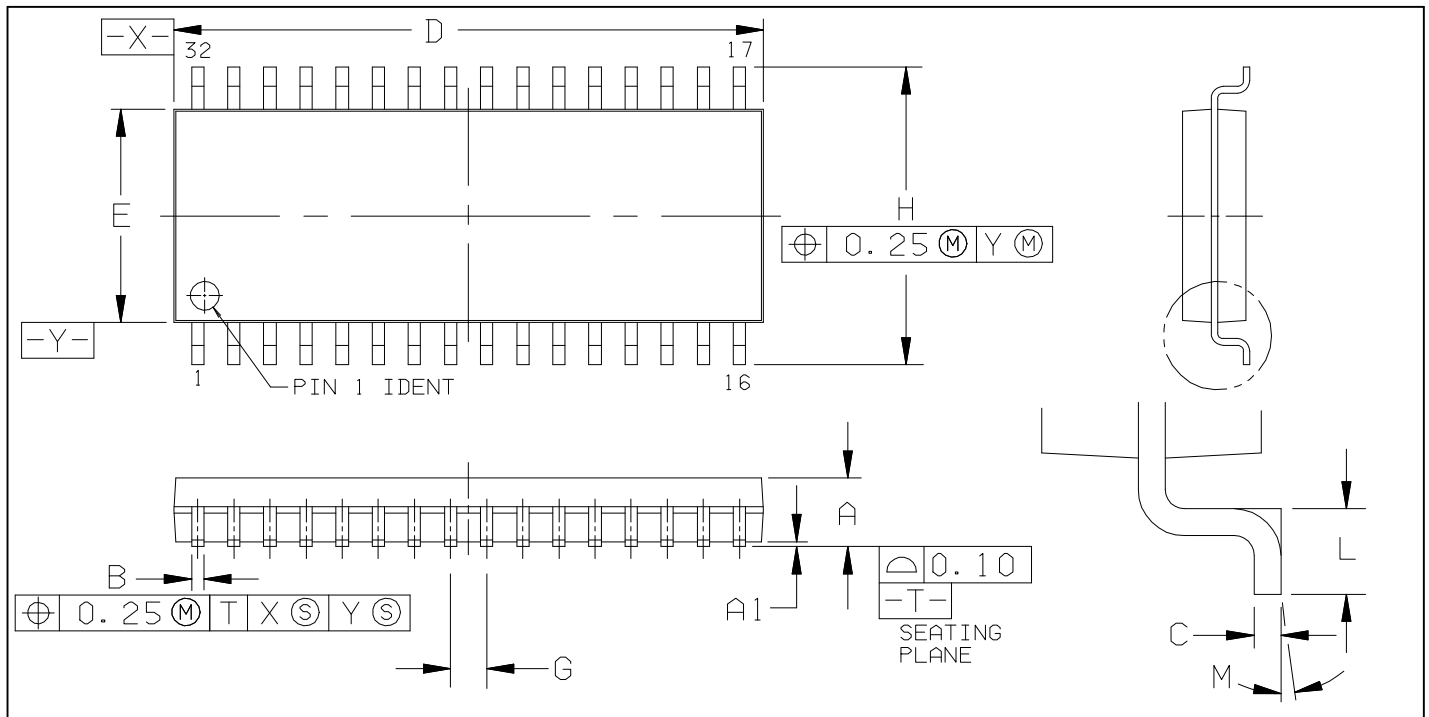 -X-
D
32
17
E
H
⌖ 0.25 Ⓜ Y Ⓜ
-Y-
1
PIN 1 IDENT
16
A
B
⌖ 0.25 Ⓜ T X Ⓢ Y Ⓢ
A1
⌓ 0.10
-T-
SEATING
PLANE
G
L
C
M